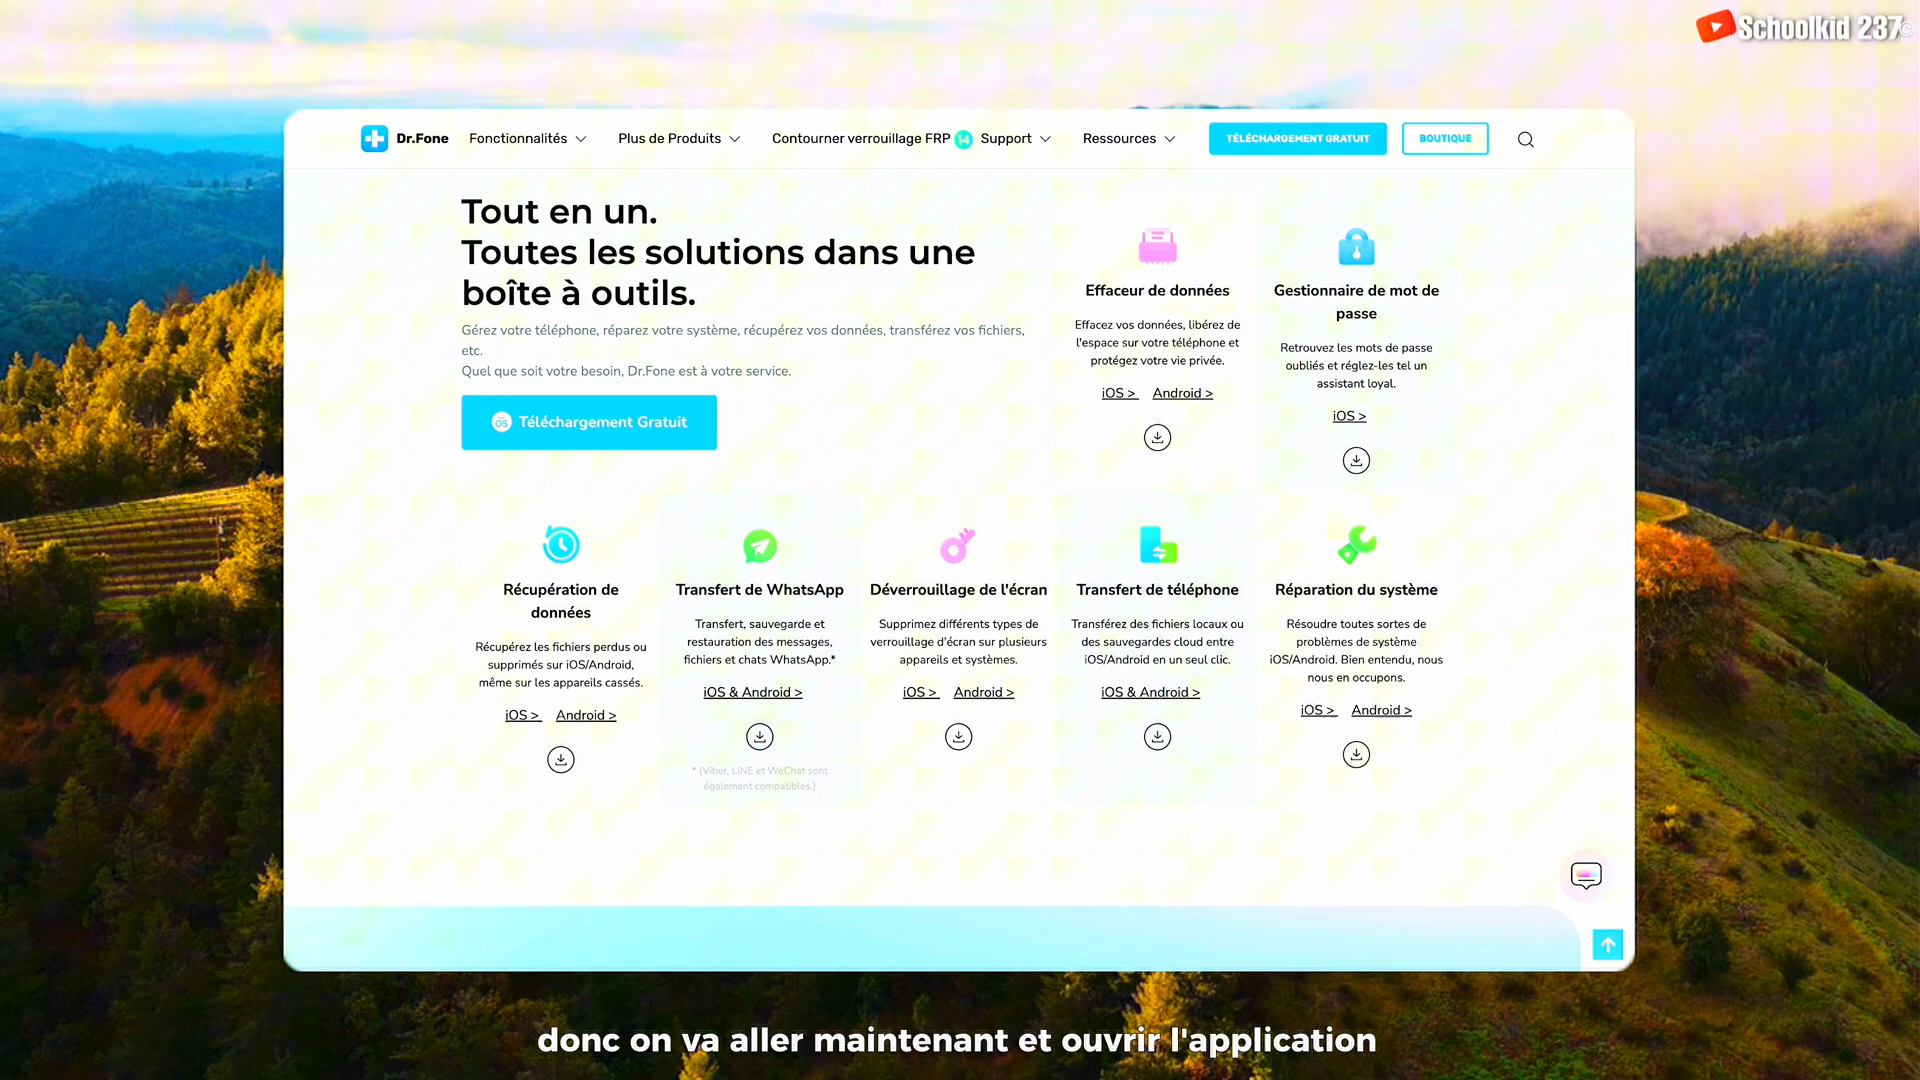 Schoolkid 237©
Dr.Fone
Fonctionnalités
Plus de Produits
Contourner verrouillage FRP 14
Support
Ressources
TÉLÉCHARGEMENT GRATUIT
BOUTIQUE
Tout en un.
Toutes les solutions dans une
boîte à outils.
Gérez votre téléphone, réparez votre système, récupérez vos données, transférez vos fichiers,
etc.
Quel que soit votre besoin, Dr.Fone est à votre service.
Téléchargement Gratuit
Effaceur de données
Effacez vos données, libérez de
l'espace sur votre téléphone et
protégez votre vie privée.
iOS > Android >
Gestionnaire de mot de
passe
Retrouvez les mots de passe
oubliés et réglez-les tel un
assistant loyal.
iOS >
Récupération de
données
Récupérez les fichiers perdus ou
supprimés sur iOS/Android,
même sur les appareils cassés.
iOS > Android >
Transfert de WhatsApp
Transfert, sauvegarde et
restauration des messages,
fichiers et chats WhatsApp.*
iOS & Android >
* (Viber, LINE et WeChat sont
également compatibles.)
Déverrouillage de l'écran
Supprimez différents types de
verrouillage d'écran sur plusieurs
appareils et systèmes.
iOS > Android >
Transfert de téléphone
Transférez des fichiers locaux ou
des sauvegardes cloud entre
iOS/Android en un seul clic.
iOS & Android >
Réparation du système
Résoudre toutes sortes de
problèmes de système
iOS/Android. Bien entendu, nous
nous en occupons.
iOS > Android >
donc on va aller maintenant et ouvrir l'application